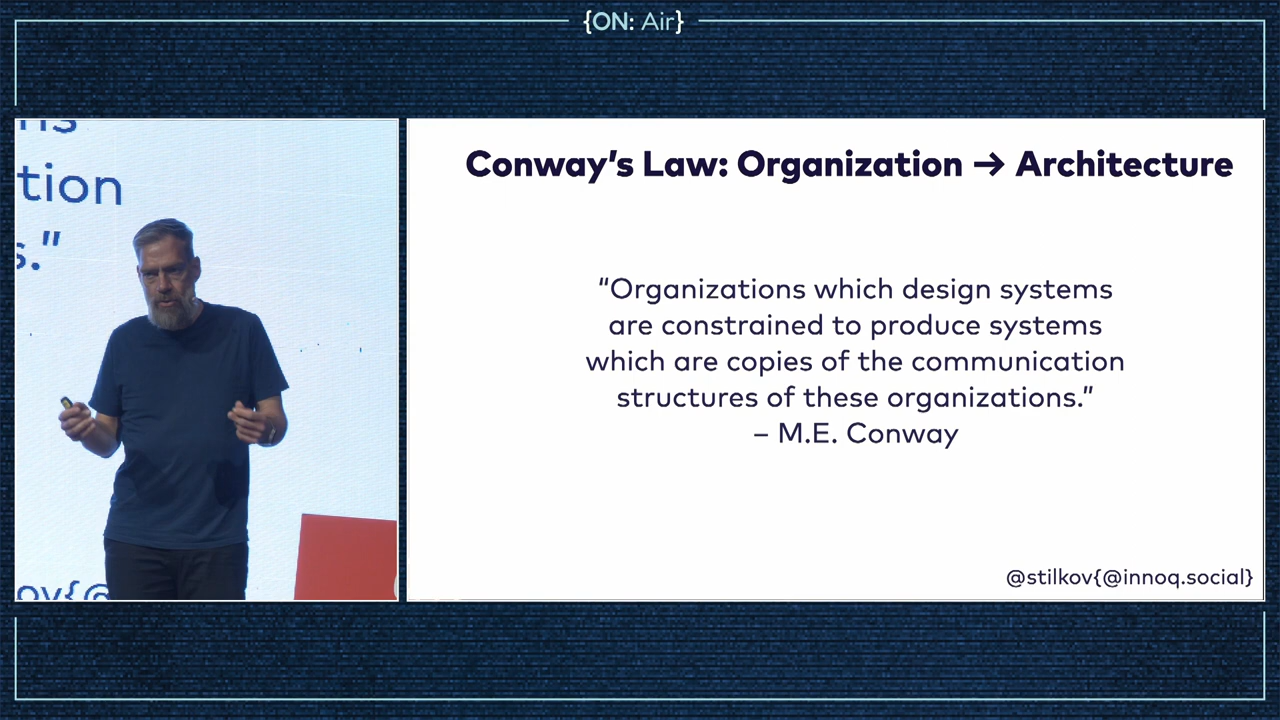 {ON: Air}
tion
s."
Conway's Law: Organization → Architecture
“Organizations which design systems
are constrained to produce systems
which are copies of the communication
structures of these organizations.”
– M.E. Conway
@stilkov{@innoq.social}